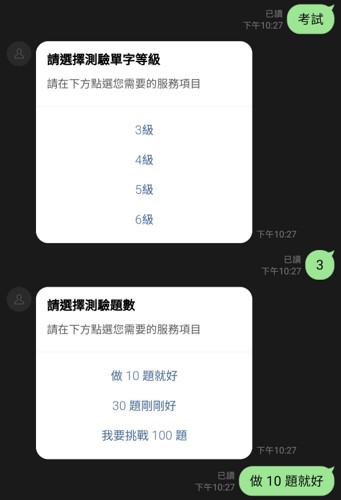 已讀
下午10:27
考試
請選擇測驗單字等級
請在下方點選您需要的服務項目
3級
4級
5級
6級
下午10:27
已讀
下午10:27
3
請選擇測驗題數
請在下方點選您需要的服務項目
做 10 題就好
30 題剛剛好
我要挑戰 100 題
下午10:27
已讀
下午10:27
做 10 題就好